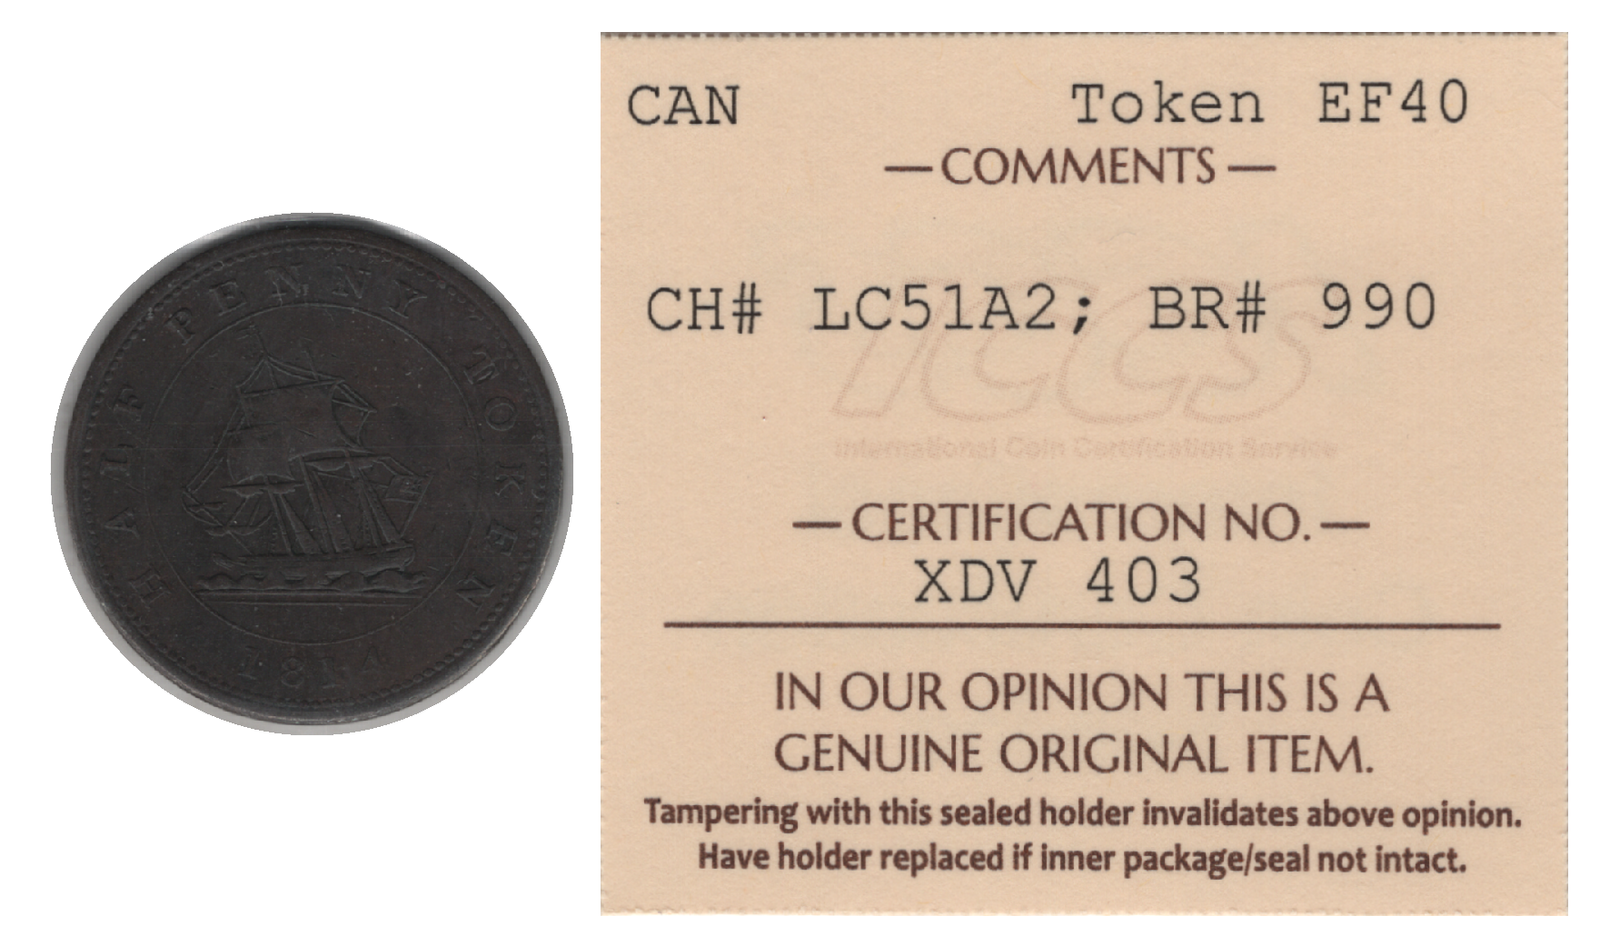 HALF PENNY TOKEN
1814
CAN Token EF40
—COMMENTS—
CH# LC51A2; BR# 990
ICCS
International Coin Certification Service
—CERTIFICATION NO.—
XDV 403
IN OUR OPINION THIS IS A
GENUINE ORIGINAL ITEM.
Tampering with this sealed holder invalidates above opinion.
Have holder replaced if inner package/seal not intact.